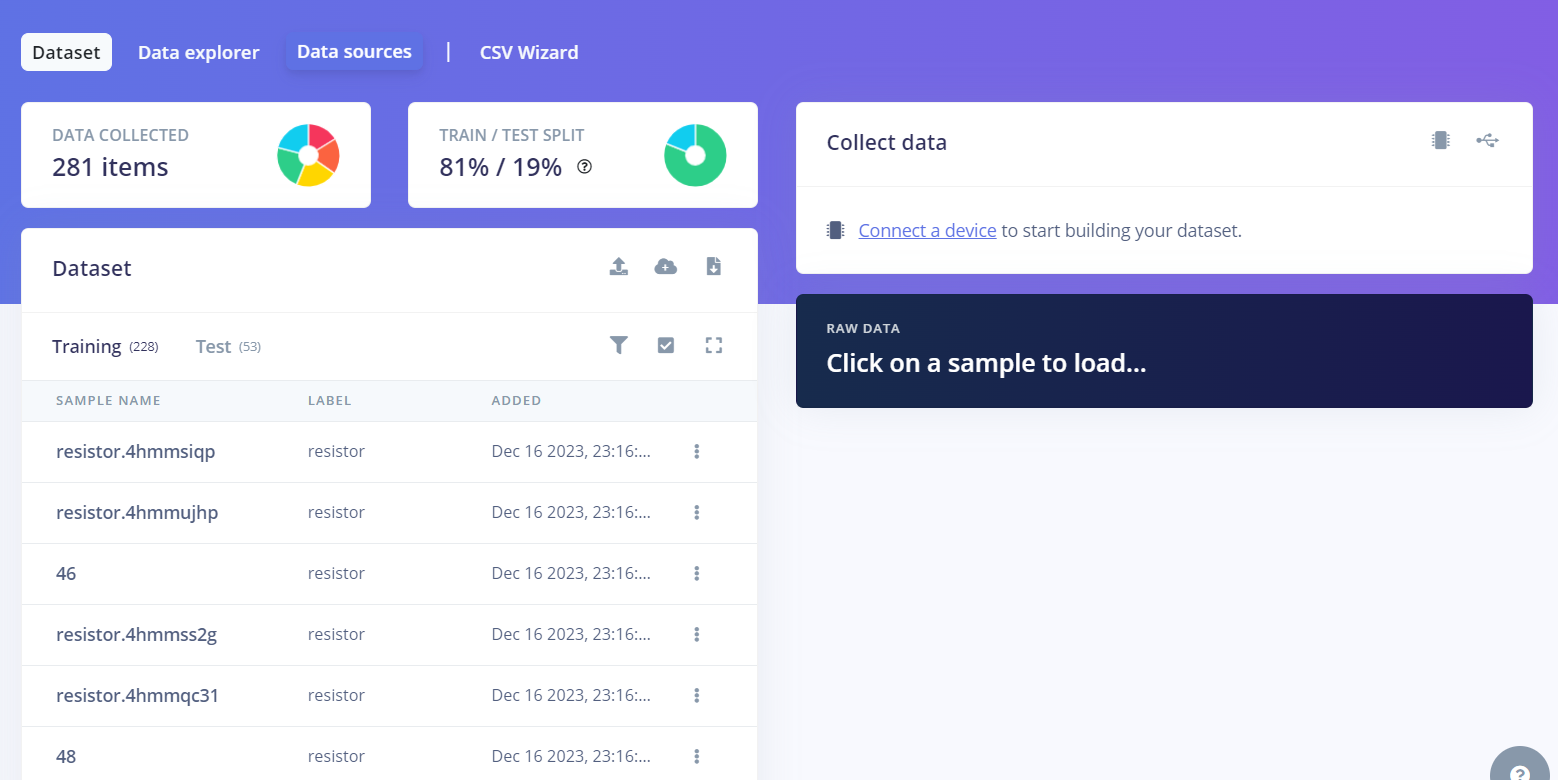 Dataset Data explorer Data sources | CSV Wizard
DATA COLLECTED
281 items
TRAIN / TEST SPLIT
81% / 19% ?
Collect data
Connect a device to start building your dataset.
RAW DATA
Click on a sample to load...
Dataset
Training (228) Test (53)
SAMPLE NAME LABEL ADDED
resistor.4hmmsiqp resistor Dec 16 2023, 23:16:...
resistor.4hmmujhp resistor Dec 16 2023, 23:16:...
46 resistor Dec 16 2023, 23:16:...
resistor.4hmmss2g resistor Dec 16 2023, 23:16:...
resistor.4hmmqc31 resistor Dec 16 2023, 23:16:...
48 resistor Dec 16 2023, 23:16:...
?